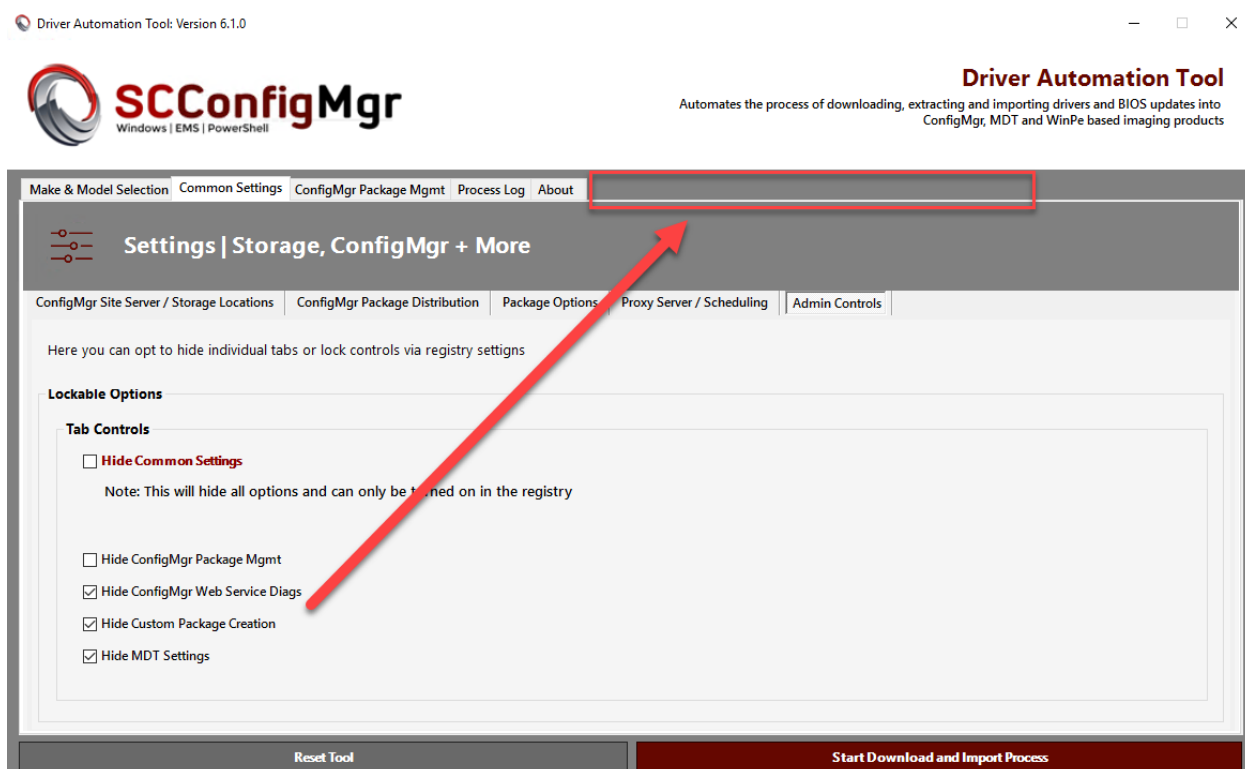 Driver Automation Tool: Version 6.1.0
SCConfigMgr
Windows | EMS | PowerShell
Driver Automation Tool
Automates the process of downloading, extracting and importing drivers and BIOS updates into
ConfigMgr, MDT and WinPe based imaging products
Make & Model Selection Common Settings ConfigMgr Package Mgmt Process Log About
Settings | Storage, ConfigMgr + More
ConfigMgr Site Server / Storage Locations ConfigMgr Package Distribution Package Options Proxy Server / Scheduling Admin Controls
Here you can opt to hide individual tabs or lock controls via registry settigns
Lockable Options
Tab Controls
Hide Common Settings
Note: This will hide all options and can only be turned on in the registry
Hide ConfigMgr Package Mgmt
Hide ConfigMgr Web Service Diags
Hide Custom Package Creation
Hide MDT Settings
Reset Tool Start Download and Import Process